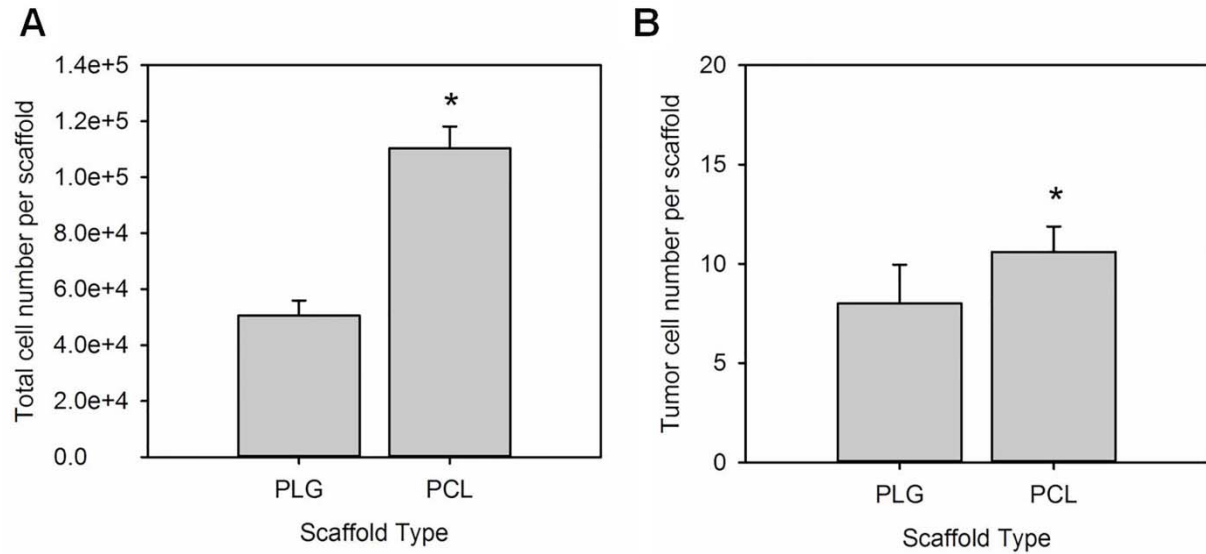 A
Total cell number per scaffold
1.4e+5
1.2e+5
1.0e+5
8.0e+4
6.0e+4
4.0e+4
2.0e+4
0.0
*
PLG
PCL
Scaffold Type
B
Tumor cell number per scaffold
20
15
10
5
0
*
PLG
PCL
Scaffold Type